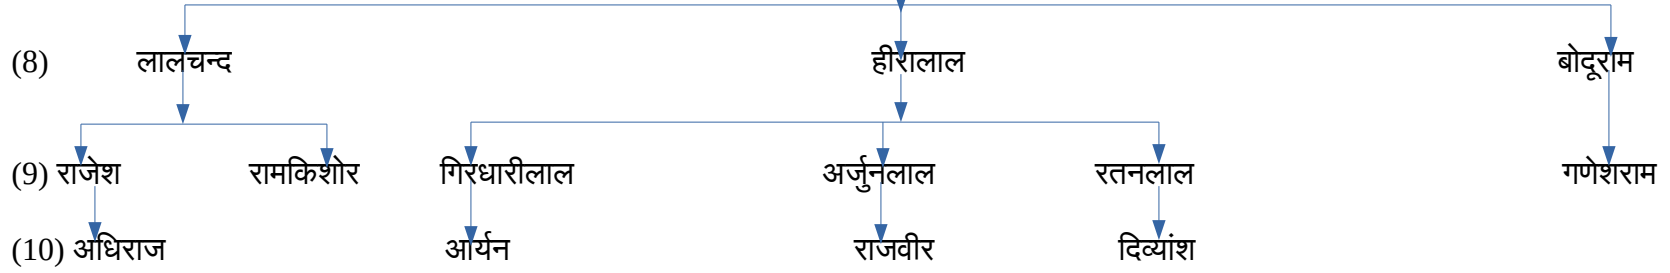 (8) लालचन्द हीरालाल बोदूराम
(9) राजेश रामकिशोर गिरधारीलाल अर्जुनलाल रतनलाल गणेशराम
(10) अधिराज आर्यन राजवीर दिव्यांश